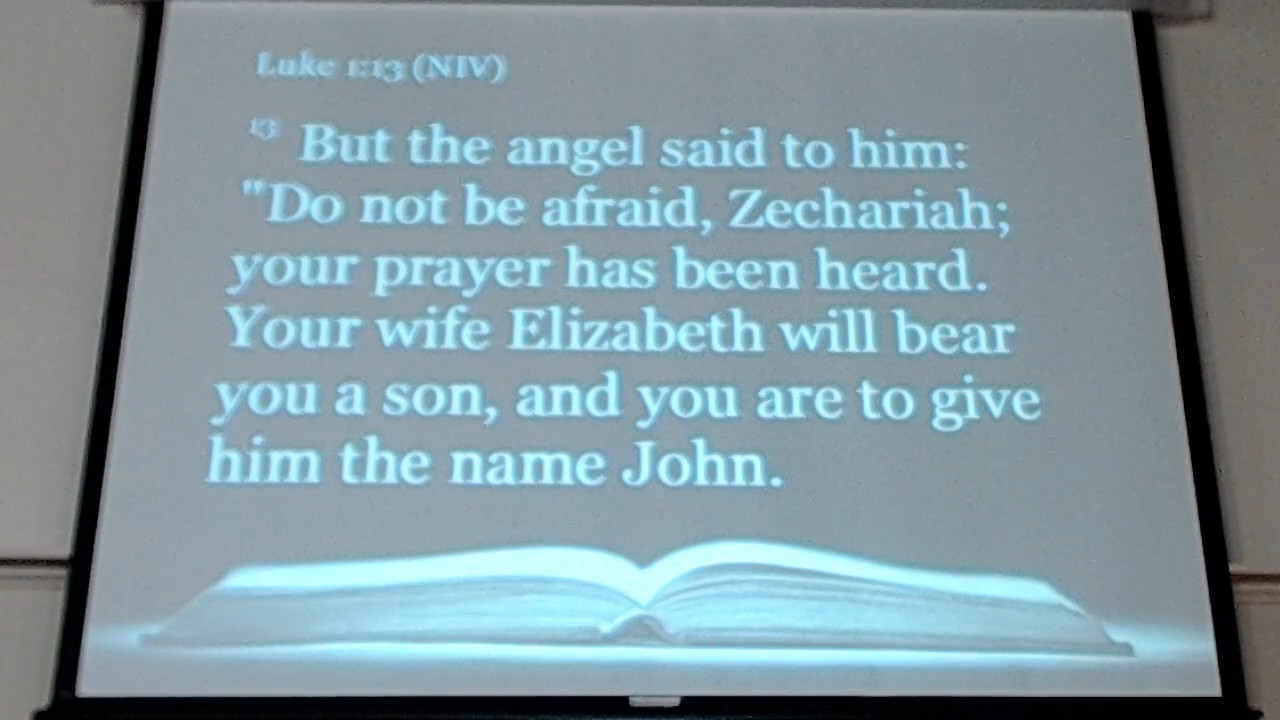 Luke 1:13 (NIV)
13 But the angel said to him:
"Do not be afraid, Zechariah;
your prayer has been heard.
Your wife Elizabeth will bear
you a son, and you are to give
him the name John.